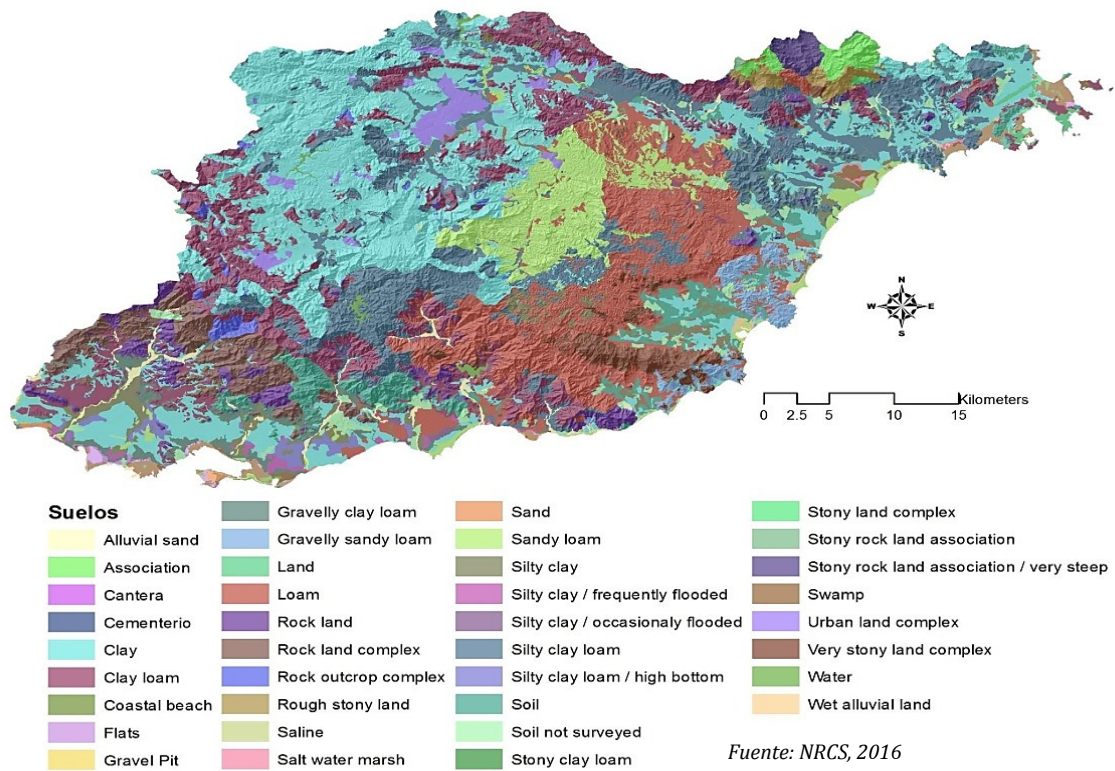 N
W E
S
Kilometers
0 2.5 5 10 15
Suelos
Alluvial sand
Association
Cantera
Cementerio
Clay
Clay loam
Coastal beach
Flats
Gravel Pit
Gravelly clay loam
Gravelly sandy loam
Land
Loam
Rock land
Rock land complex
Rock outcrop complex
Rough stony land
Saline
Salt water marsh
Sand
Sandy loam
Silty clay
Silty clay / frequently flooded
Silty clay / occasionaly flooded
Silty clay loam
Silty clay loam / high bottom
Soil
Soil not surveyed
Stony clay loam
Stony land complex
Stony rock land association
Stony rock land association / very steep
Swamp
Urban land complex
Very stony land complex
Water
Wet alluvial land
Fuente: NRCS, 2016